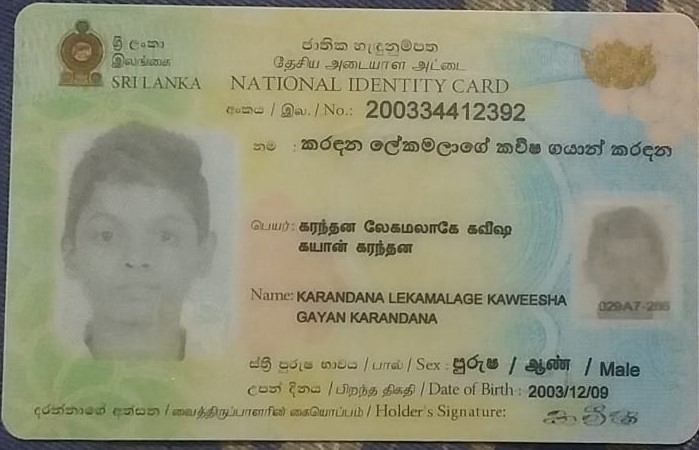 ශ්‍රී ලංකා
இலங்கை
SRI LANKA
ජාතික හැඳුනුම්පත
தேசிய அடையாள அட்டை
NATIONAL IDENTITY CARD
අංකය / இல. / No.: 200334412392
නම : කරඳන ලේකමලාගේ කවීෂ ගයාන් කරඳන
பெயர்: கரந்தன லேகமலாகே கவீஷ
கயான் கரந்தன
Name: KARANDANA LEKAMALAGE KAWEESHA
GAYAN KARANDANA
029A7-286
ස්ත්‍රී පුරුෂ භාවය / பால் / Sex : පුරුෂ / ஆண் / Male
උපන් දිනය / பிறந்த திகதி / Date of Birth : 2003/12/09
දරන්නාගේ අත්සන / வைத்திருப்பாளரின் கையொப்பம் / Holder's Signature: